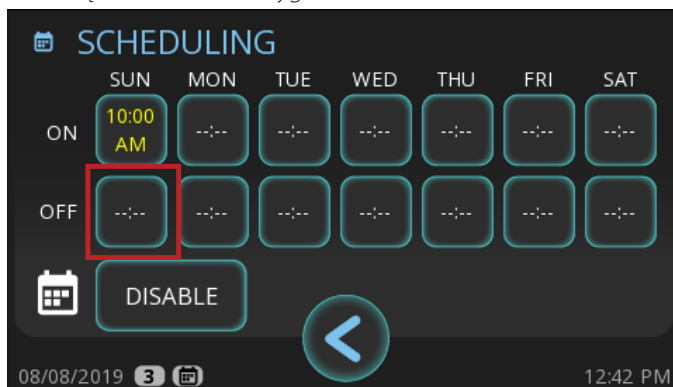 SCHEDULING
SUN MON TUE WED THU FRI SAT
ON 10:00 AM --:-- --:-- --:-- --:-- --:-- --:--
OFF --:-- --:-- --:-- --:-- --:-- --:-- --:--
DISABLE
08/08/2019 3 12:42 PM